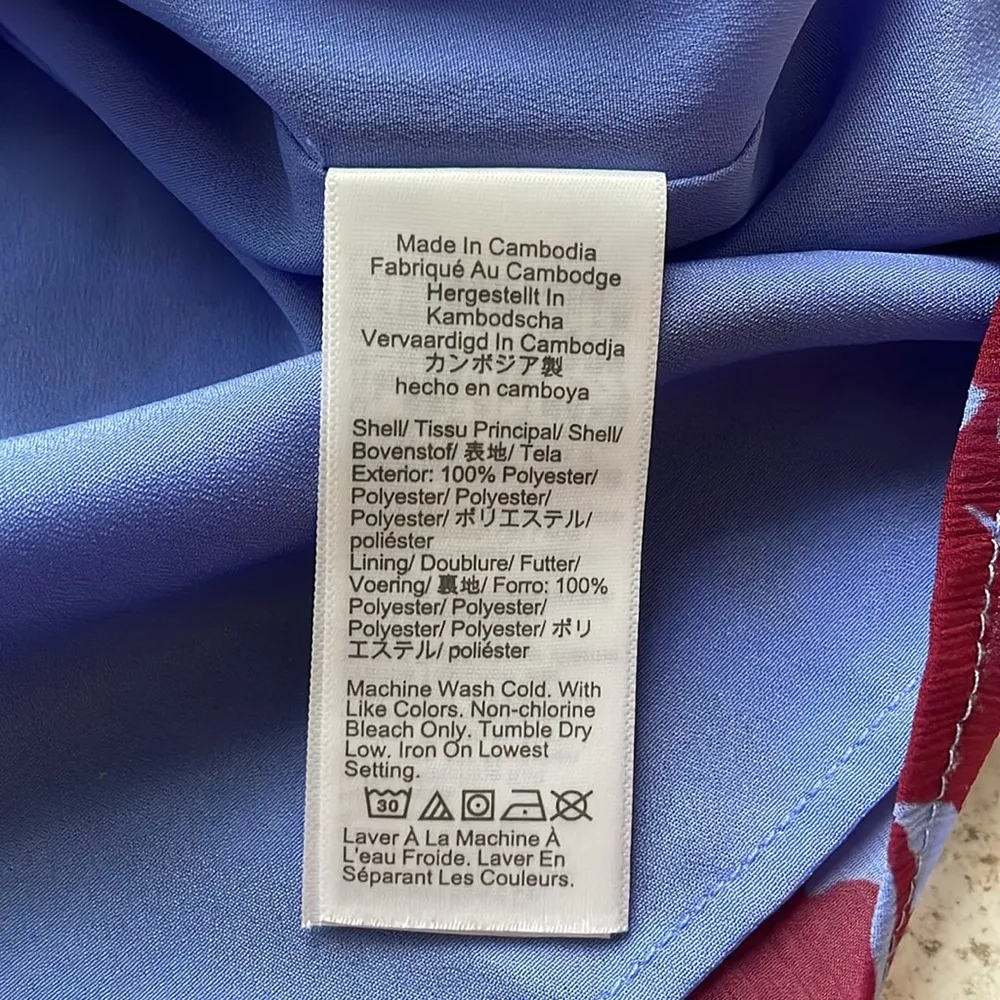 Made In Cambodia
Fabriqué Au Cambodge
Hergestellt In
Kambodscha
Vervaardigd In Cambodja
カンボジア製
hecho en camboya
Shell/ Tissu Principal/ Shell/
Bovenstof/ 表地/ Tela
Exterior: 100% Polyester/
Polyester/ Polyester/
Polyester/ ポリエステル/
poliéster
Lining/ Doublure/ Futter/
Voering/ 裏地/ Forro: 100%
Polyester/ Polyester/
Polyester/ Polyester/ ポリ
エステル/ poliéster
Machine Wash Cold. With
Like Colors. Non-chlorine
Bleach Only. Tumble Dry
Low. Iron On Lowest
Setting.
30
Laver À La Machine À
L'eau Froide. Laver En
Séparant Les Couleurs.